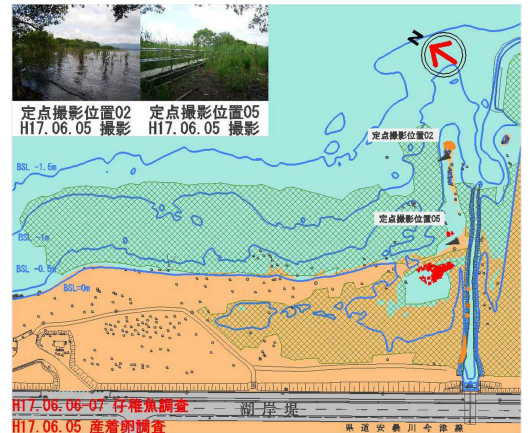 定点撮影位置02
H17.06.05 撮影
定点撮影位置05
H17.06.05 撮影
N
定点撮影位置02
BSL -1.5m
定点撮影位置05
BSL -1m
BSL -0.5m
BSL=0m
H17.06.06-07 仔稚魚調査
湖岸堤
H17.06.05 産着卵調査
県道安曇川今津線